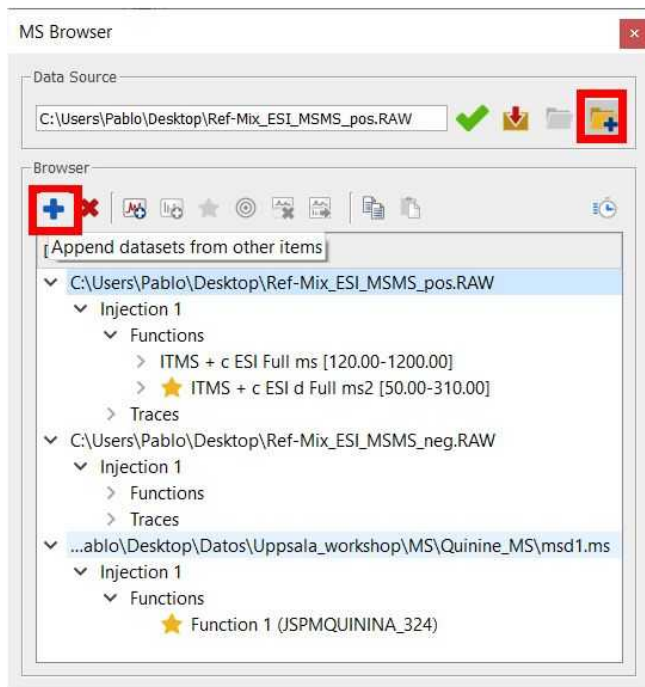 MS Browser
Data Source
C:\Users\Pablo\Desktop\Ref-Mix_ESI_MSMS_pos.RAW
Browser
Append datasets from other items
C:\Users\Pablo\Desktop\Ref-Mix_ESI_MSMS_pos.RAW
Injection 1
Functions
ITMS + c ESI Full ms [120.00-1200.00]
ITMS + c ESI d Full ms2 [50.00-310.00]
Traces
C:\Users\Pablo\Desktop\Ref-Mix_ESI_MSMS_neg.RAW
Injection 1
Functions
Traces
...ablo\Desktop\Datos\Uppsala_workshop\MS\Quinine_MS\msd1.ms
Injection 1
Functions
Function 1 (JSPMQUININA_324)